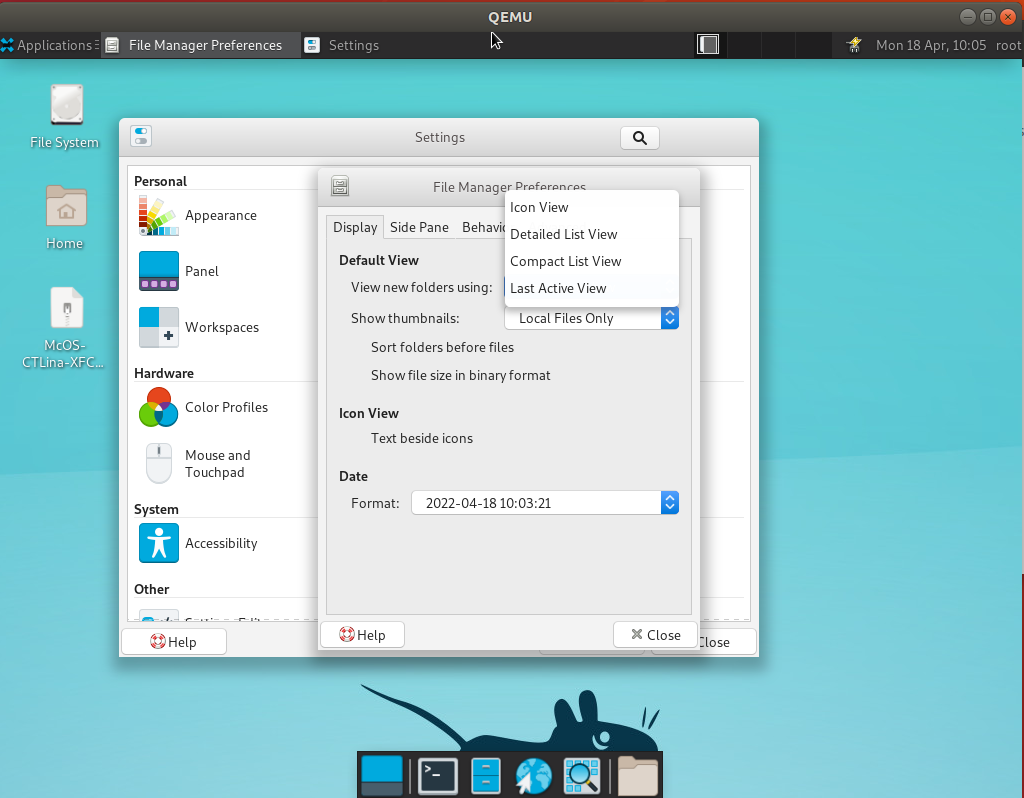 QEMU
Applications
File Manager Preferences
Settings
Mon 18 Apr, 10:05
root
File System
Home
McOS-
CTLina-XFC...
Settings
Personal
Appearance
Panel
Workspaces
Hardware
Color Profiles
Mouse and
Touchpad
System
Accessibility
Other
Help
Close
File Manager Preferences
Display
Side Pane
Behavio
Default View
View new folders using:
Icon View
Detailed List View
Compact List View
Last Active View
Show thumbnails:
Local Files Only
Sort folders before files
Show file size in binary format
Icon View
Text beside icons
Date
Format:
2022-04-18 10:03:21
Help
Close